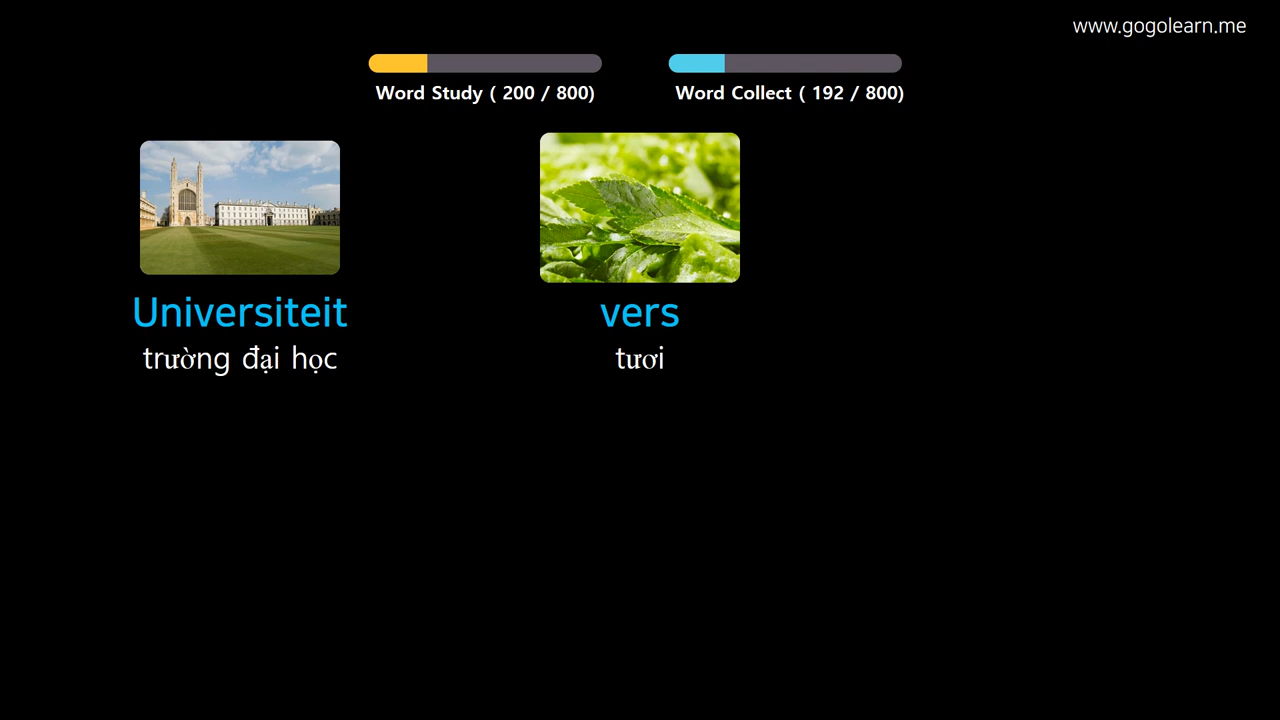 www.gogolearn.me
Word Study ( 200 / 800)
Word Collect ( 192 / 800)
Universiteit
trường đại học
vers
tươi